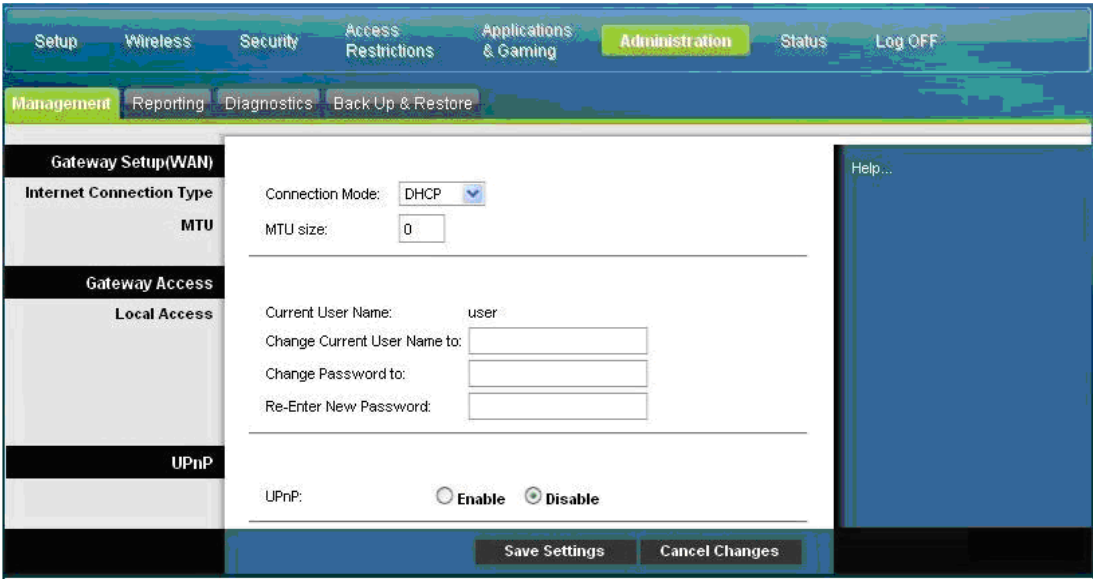 Setup Wireless Security Access Restrictions Applications & Gaming Administration Status Log OFF
Management Reporting Diagnostics Back Up & Restore
Gateway Setup(WAN)
Help...
Internet Connection Type Connection Mode: DHCP
MTU MTU size: 0
Gateway Access
Local Access Current User Name: user
Change Current User Name to:
Change Password to:
Re-Enter New Password:
UPnP
UPnP: Enable Disable
Save Settings Cancel Changes